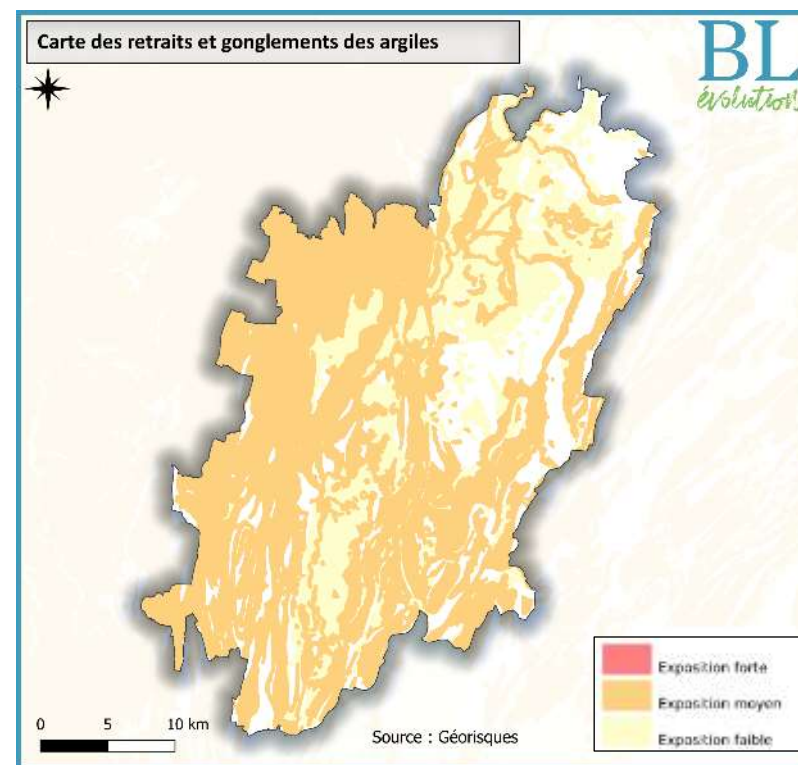 Carte des retraits et gonglements des argiles
BL
évolution
Exposition forte
Exposition moyen
Exposition faible
0 5 10 km
Source : Géorisques